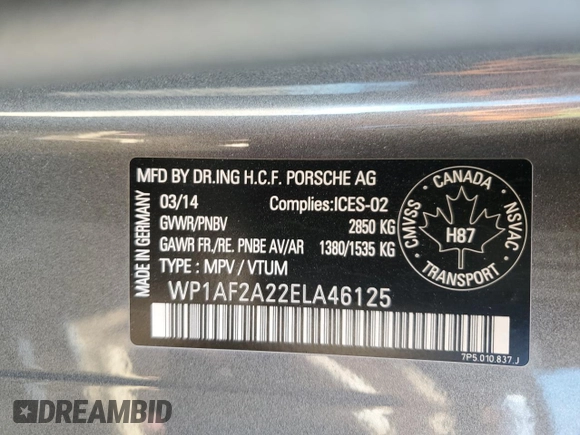 MFD BY DR.ING H.C.F. PORSCHE AG
03/14 Complies:ICES-02
GVWR/PNBV 2850 KG
GAWR FR./RE. PNBE AV/AR 1380/1535 KG
TYPE : MPV / VTUM
WP1AF2A22ELA46125
MADE IN GERMANY
CANADA
CMVSS
NSVAC
H87
TRANSPORT
7P5.010.837.J
DREAMBID